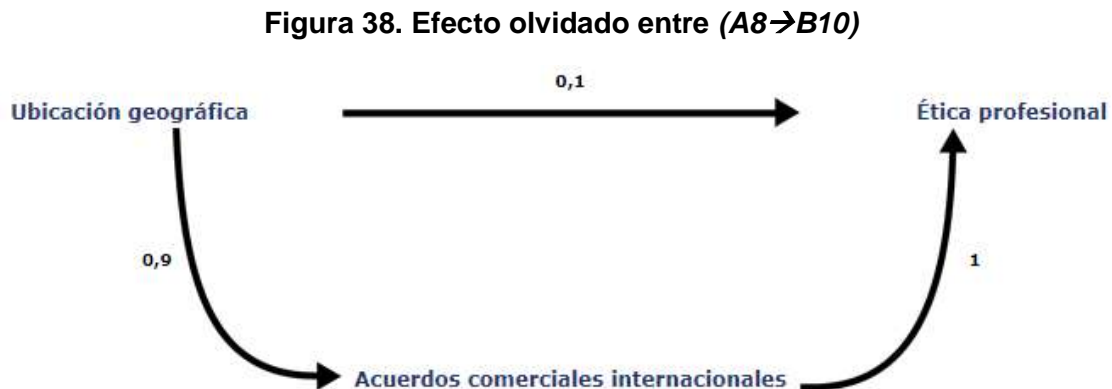 Figura 38. Efecto olvidado entre (A8→B10)
0,1
Ubicación geográfica
Ética profesional
0,9
1
Acuerdos comerciales internacionales